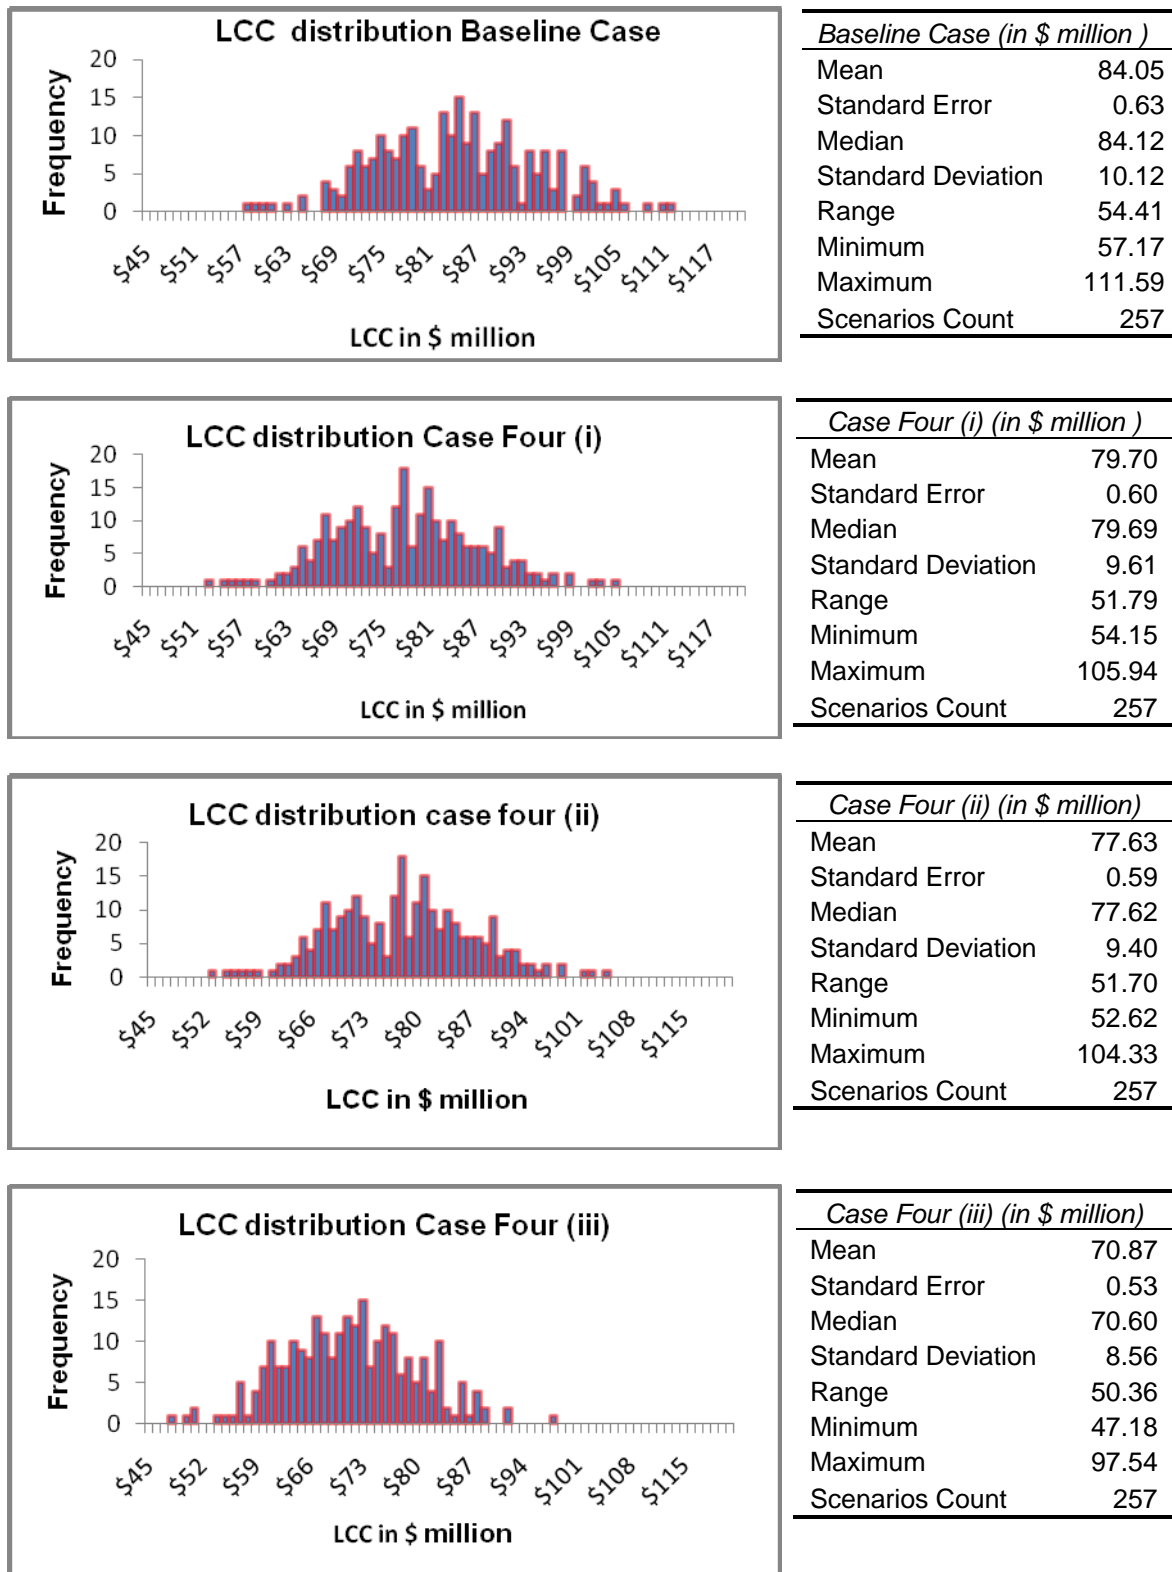 LCC distribution Baseline Case
Frequency
20
15
10
5
0
$45 $51 $57 $63 $69 $75 $81 $87 $93 $99 $105 $111 $117
LCC in $ million
Baseline Case (in $ million )
Mean 84.05
Standard Error 0.63
Median 84.12
Standard Deviation 10.12
Range 54.41
Minimum 57.17
Maximum 111.59
Scenarios Count 257
LCC distribution Case Four (i)
Frequency
20
15
10
5
0
$45 $51 $57 $63 $69 $75 $81 $87 $93 $99 $105 $111 $117
LCC in $ million
Case Four (i) (in $ million )
Mean 79.70
Standard Error 0.60
Median 79.69
Standard Deviation 9.61
Range 51.79
Minimum 54.15
Maximum 105.94
Scenarios Count 257
LCC distribution case four (ii)
Frequency
20
15
10
5
0
$45 $52 $59 $66 $73 $80 $87 $94 $101 $108 $115
LCC in $ million
Case Four (ii) (in $ million)
Mean 77.63
Standard Error 0.59
Median 77.62
Standard Deviation 9.40
Range 51.70
Minimum 52.62
Maximum 104.33
Scenarios Count 257
LCC distribution Case Four (iii)
Frequency
20
15
10
5
0
$45 $52 $59 $66 $73 $80 $87 $94 $101 $108 $115
LCC in $ million
Case Four (iii) (in $ million)
Mean 70.87
Standard Error 0.53
Median 70.60
Standard Deviation 8.56
Range 50.36
Minimum 47.18
Maximum 97.54
Scenarios Count 257